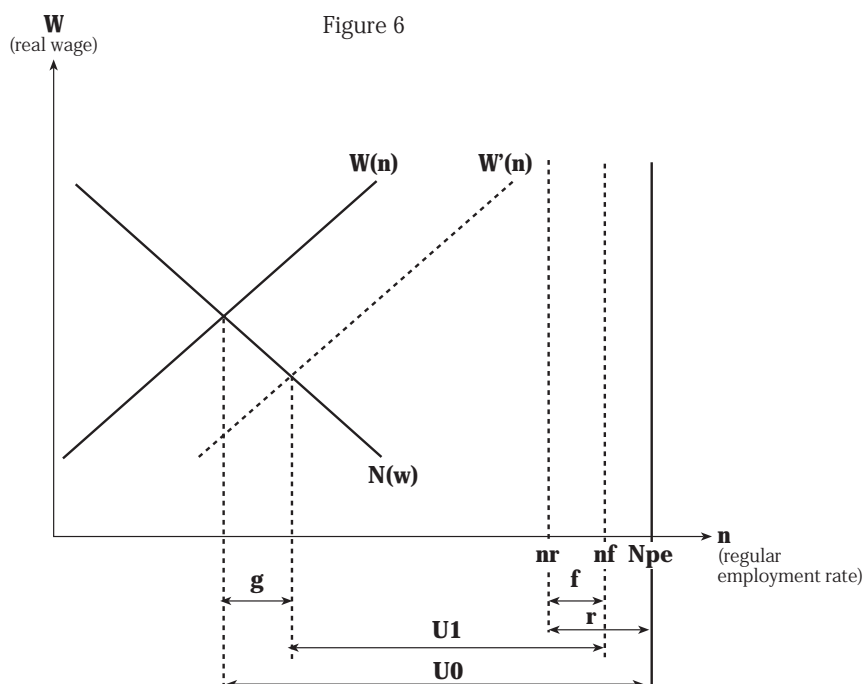 Figure 6
W
(real wage)
W(n)
W'(n)
N(w)
n
(regular
employment rate)
nr
nf
Npe
g
f
r
U1
U0